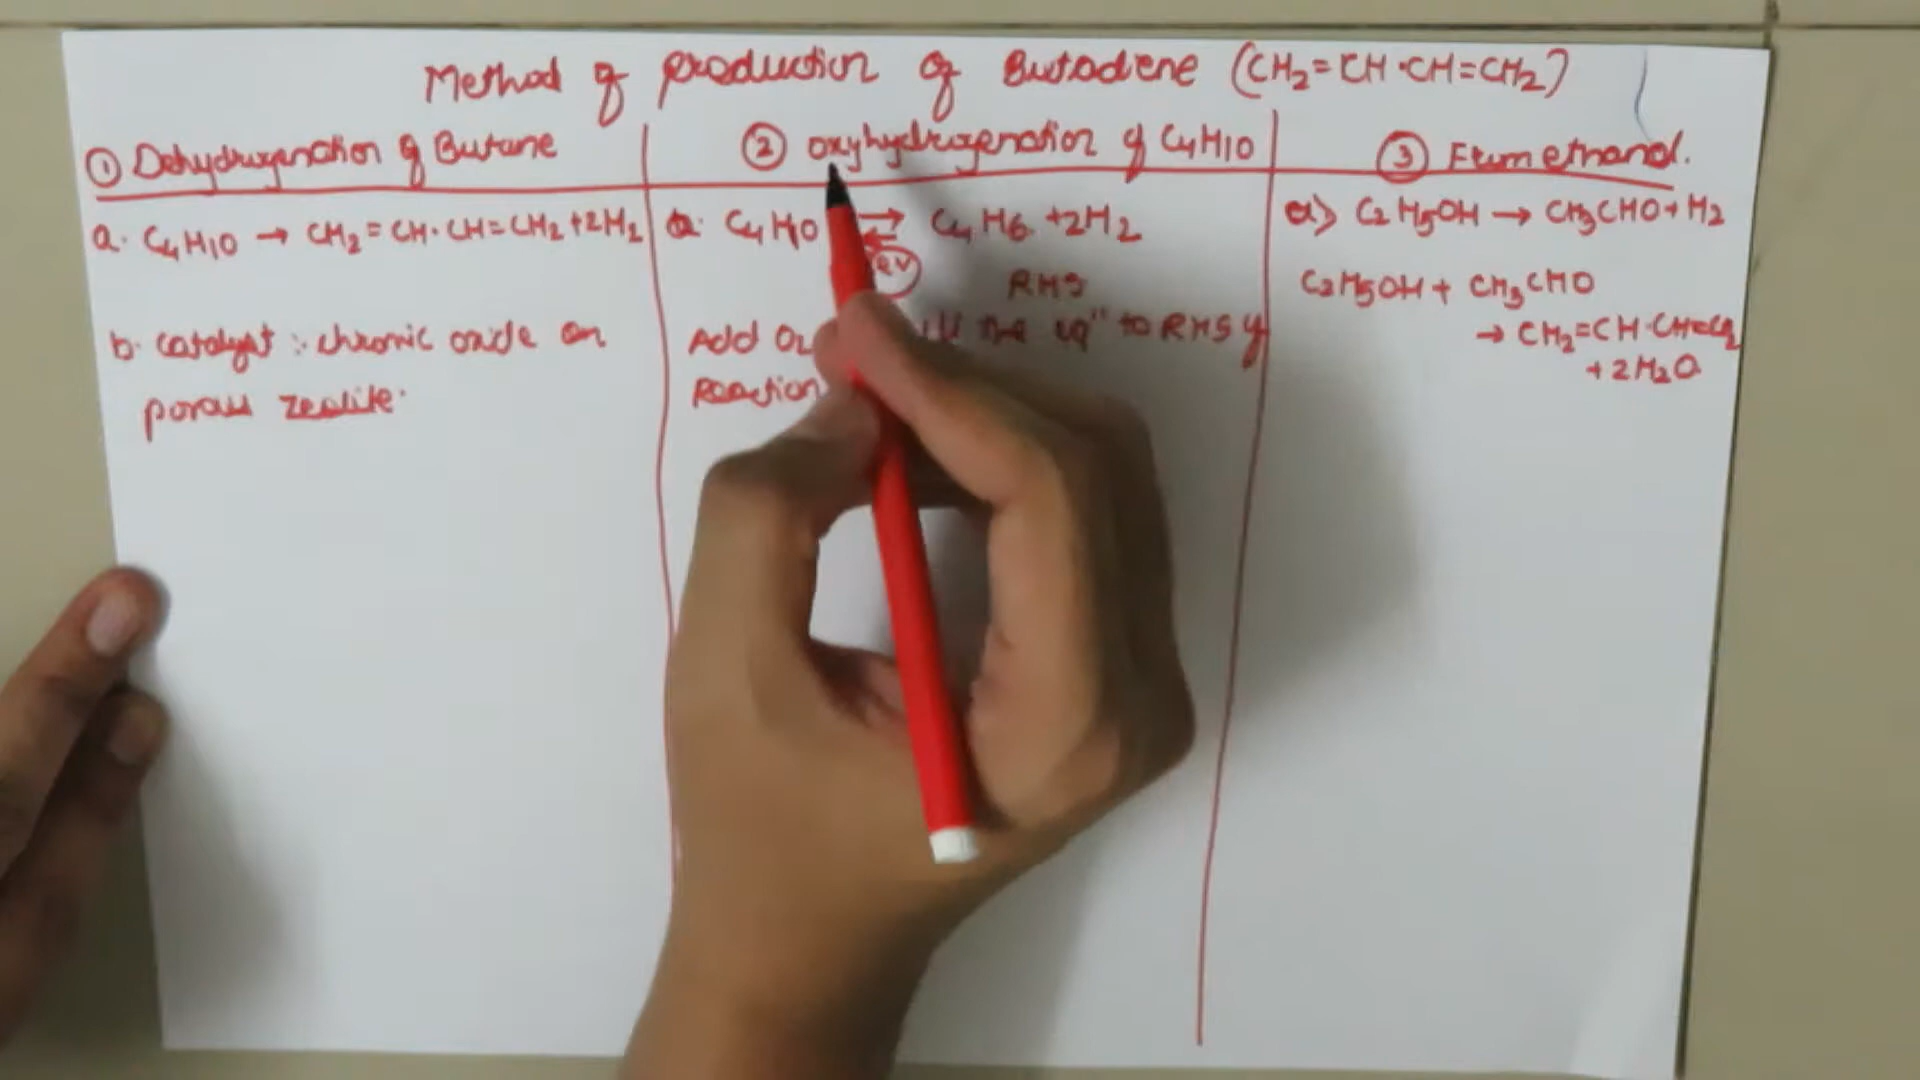 Method of production of Butadiene (CH2=CH·CH=CH2)
① Dehydrogenation of Butane
a. C4H10 → CH2=CH·CH=CH2 +2H2
b. catalyst :- chromic oxide on
porous zeolite.
② oxyhydrogenation of C4H10
a. C4H10 ⇄ C4H6 +2H2
RHS
Add O2 the eqn to RHS of
Reaction
③ From ethanol.
a) C2H5OH → CH3CHO+H2
C2H5OH + CH3CHO
→ CH2=CH·CH=CH2
+ 2H2O